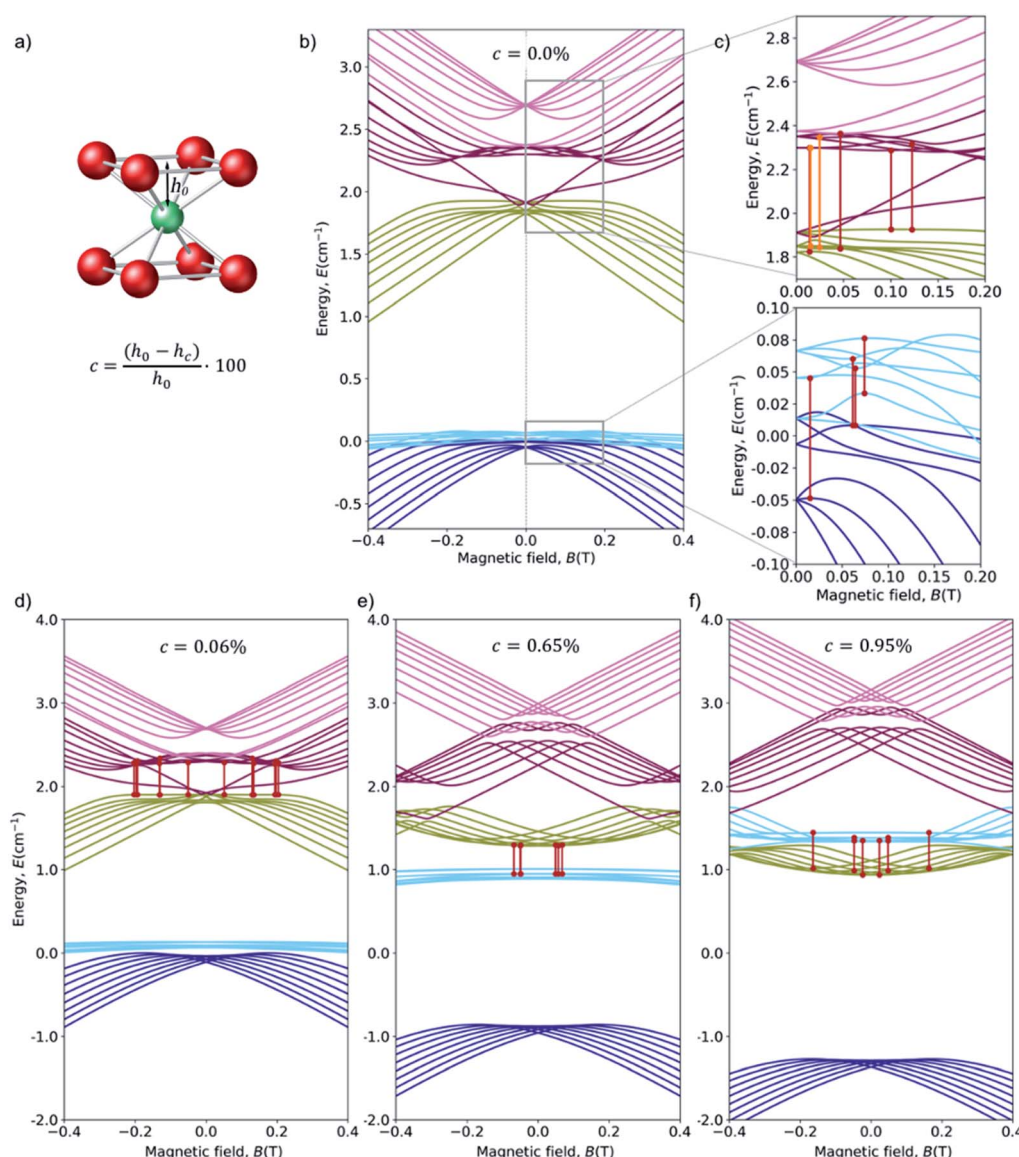 a)
h₀
c = (h₀ − h_c) / h₀ · 100
b)
c = 0.0%
Energy, E(cm⁻¹)
3.0
2.5
2.0
1.5
1.0
0.5
0.0
−0.5
−0.4 −0.2 0.0 0.2 0.4
Magnetic field, B(T)
c)
Energy, E(cm⁻¹)
2.8
2.6
2.4
2.2
2.0
1.8
0.00 0.05 0.10 0.15 0.20
Energy, E(cm⁻¹)
0.10
0.08
0.05
0.02
0.00
-0.02
-0.05
-0.08
-0.10
0.00 0.05 0.10 0.15 0.20
Magnetic field, B(T)
d)
c = 0.06%
Energy, E(cm⁻¹)
4.0
3.0
2.0
1.0
0.0
-1.0
-2.0
−0.4 −0.2 0.0 0.2 0.4
Magnetic field, B(T)
e)
c = 0.65%
4.0
3.0
2.0
1.0
0.0
-1.0
-2.0
−0.4 −0.2 0.0 0.2 0.4
Magnetic field, B(T)
f)
c = 0.95%
4.0
3.0
2.0
1.0
0.0
-1.0
-2.0
−0.4 −0.2 0.0 0.2 0.4
Magnetic field, B(T)